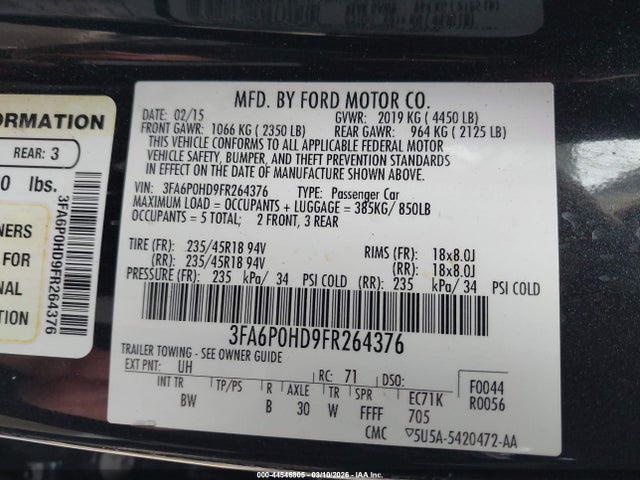 MFD. BY FORD MOTOR CO.
DATE: 02/15 GVWR: 2019 KG ( 4450 LB)
FRONT GAWR: 1066 KG ( 2350 LB) REAR GAWR: 964 KG ( 2125 LB)
THIS VEHICLE CONFORMS TO ALL APPLICABLE FEDERAL MOTOR
VEHICLE SAFETY, BUMPER, AND THEFT PREVENTION STANDARDS
IN EFFECT ON THE DATE OF MANUFACTURE SHOWN ABOVE.
VIN: 3FA6P0HD9FR264376 TYPE: Passenger Car
MAXIMUM LOAD = OCCUPANTS + LUGGAGE = 385KG/ 850LB
OCCUPANTS = 5 TOTAL; 2 FRONT, 3 REAR
TIRE (FR): 235/45R18 94V RIMS (FR): 18x8.0J
(RR): 235/45R18 94V (RR): 18x8.0J
PRESSURE (FR): 235 kPa/ 34 PSI COLD (RR): 235 kPa/ 34 PSI COLD
3FA6P0HD9FR264376
TRAILER TOWING - SEE OWNER GUIDE
EXT PNT: UH RC: 71 DSO: F0044
R0056
INT TR TP/PS R AXLE TR SPR EC71K
BW B 30 W FFFF 705
CMC ▽5U5A-5420472-AA
ORMATION
REAR: 3
0 lbs.
NERS
FOR
NAL
TION
3FA6P0HD9FR264376
000-44546805 - 03/10/2026 - IAA Inc.